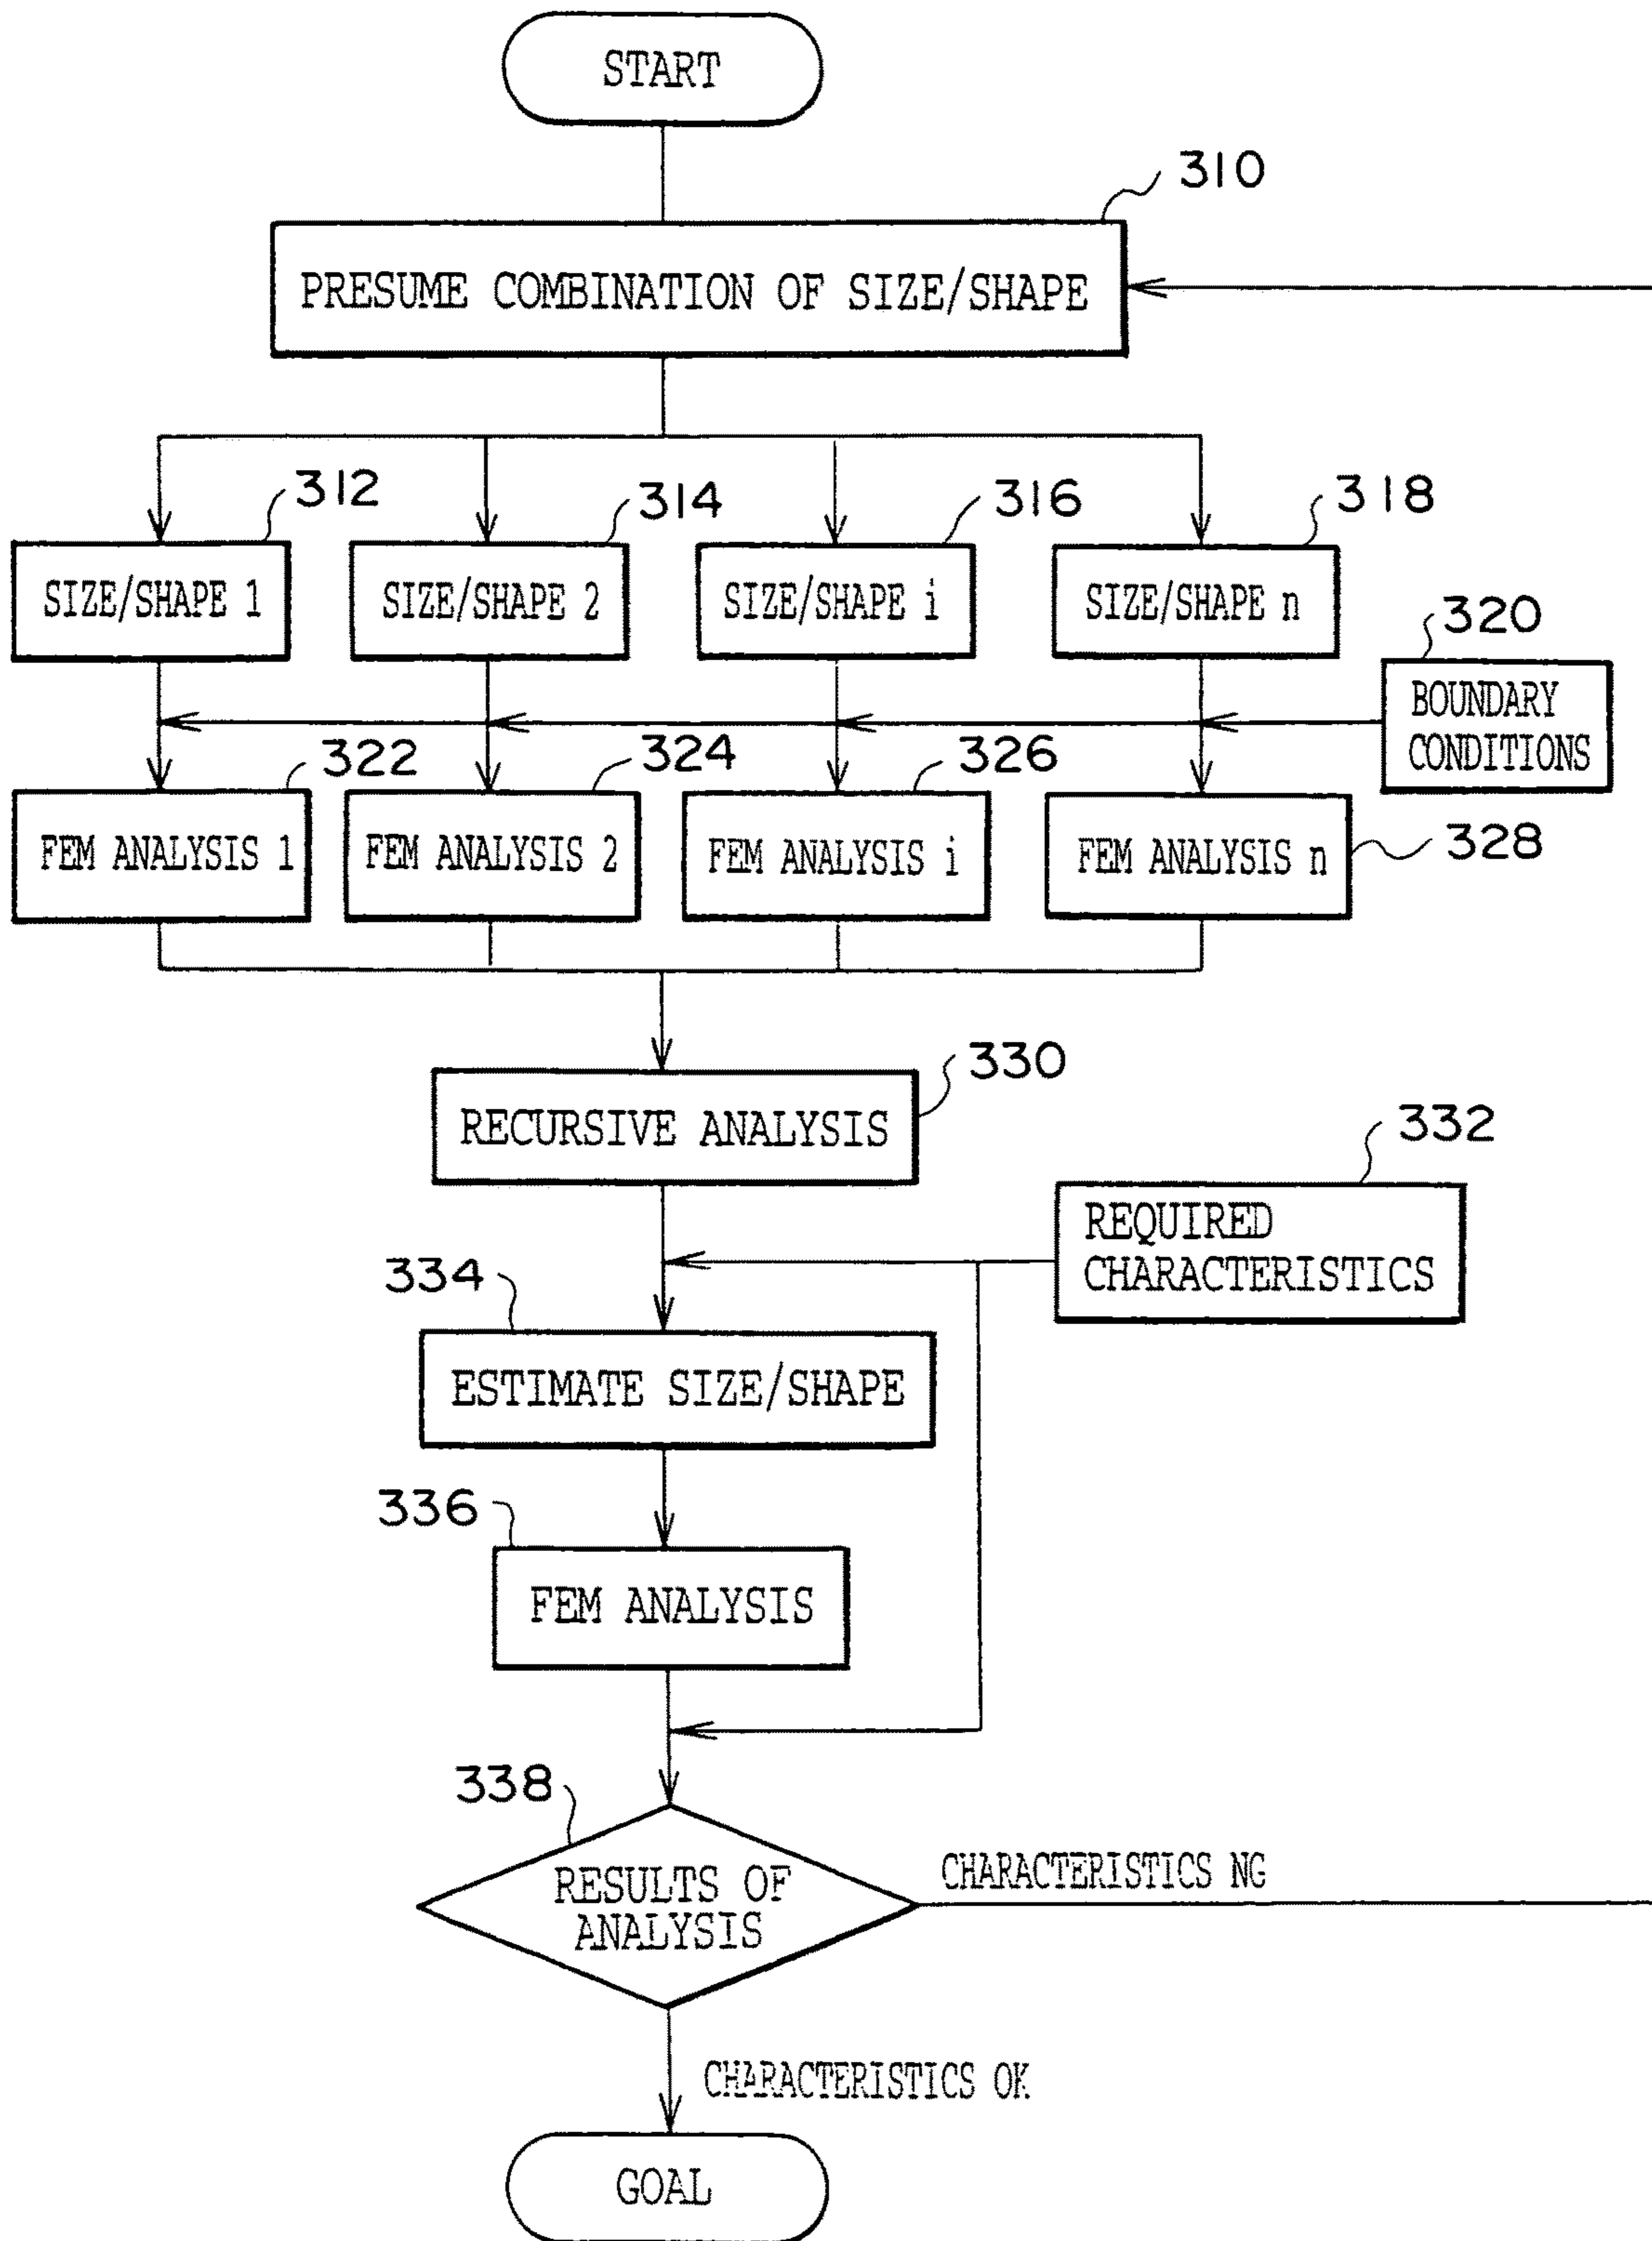 START
310
PRESUME COMBINATION OF SIZE/SHAPE
312
314
316
318
SIZE/SHAPE 1
SIZE/SHAPE 2
SIZE/SHAPE i
SIZE/SHAPE n
320
BOUNDARY
CONDITIONS
322
324
326
328
FEM ANALYSIS 1
FEM ANALYSIS 2
FEM ANALYSIS i
FEM ANALYSIS n
330
RECURSIVE ANALYSIS
332
REQUIRED
CHARACTERISTICS
334
ESTIMATE SIZE/SHAPE
336
FEM ANALYSIS
338
RESULTS OF
ANALYSIS
CHARACTERISTICS NG
CHARACTERISTICS OK
GOAL